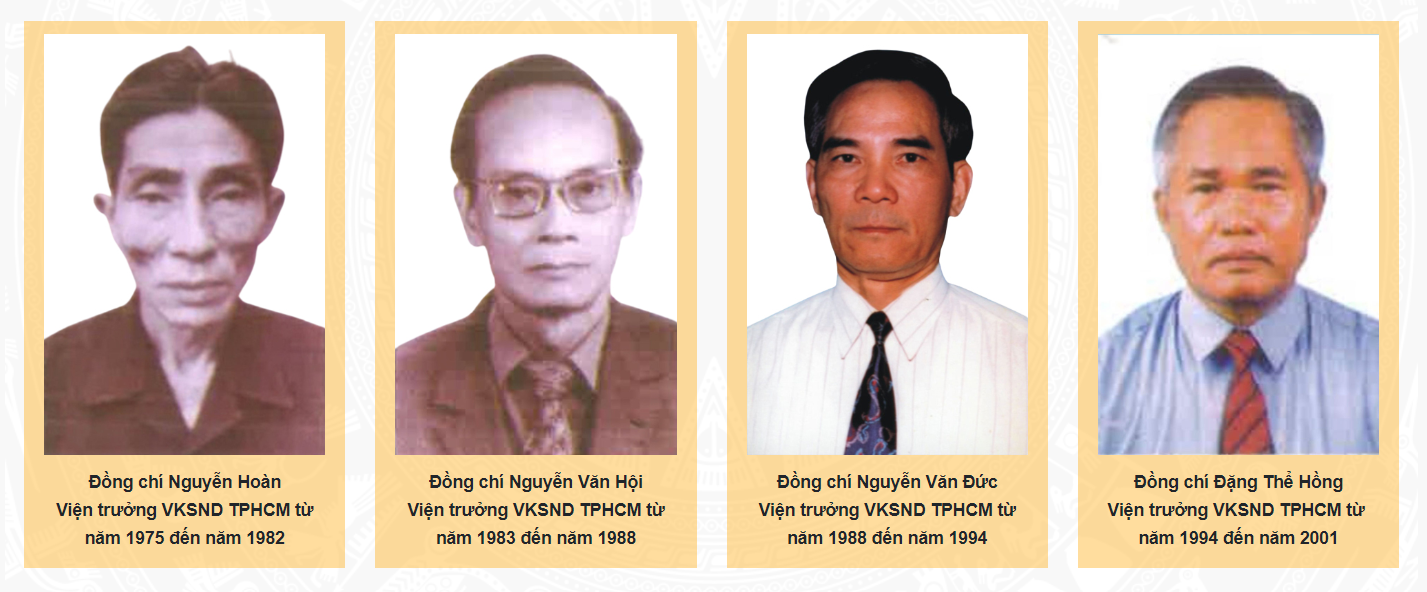 Đồng chí Nguyễn Hoàn
Viện trưởng VKSND TPHCM từ
năm 1975 đến năm 1982
Đồng chí Nguyễn Văn Hội
Viện trưởng VKSND TPHCM từ
năm 1983 đến năm 1988
Đồng chí Nguyễn Văn Đức
Viện trưởng VKSND TPHCM từ
năm 1988 đến năm 1994
Đồng chí Đặng Thể Hồng
Viện trưởng VKSND TPHCM từ
năm 1994 đến năm 2001